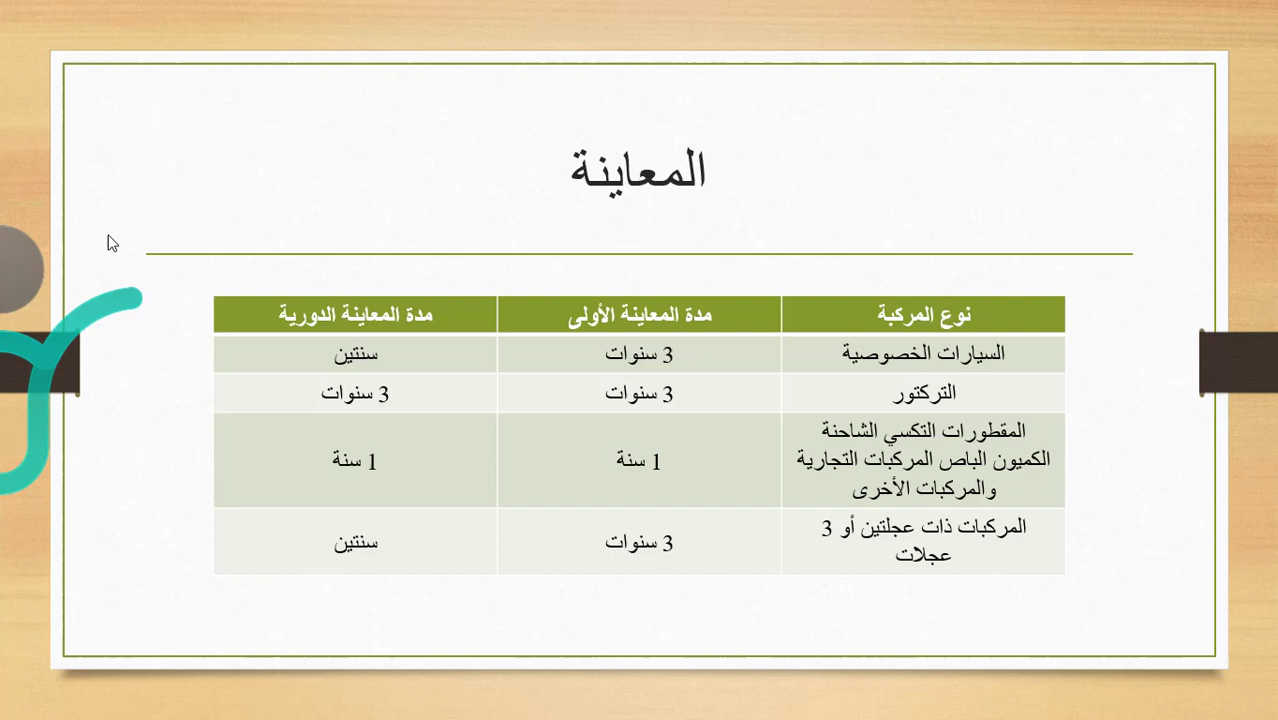 المعاينة
نوع المركبة مدة المعاينة الأولى مدة المعاينة الدورية
السيارات الخصوصية 3 سنوات سنتين
التركتور 3 سنوات 3 سنوات
المقطورات التكسي الشاحنة
الكميون الباص المركبات التجارية
والمركبات الأخرى
1 سنة 1 سنة
المركبات ذات عجلتين أو 3
عجلات
3 سنوات سنتين